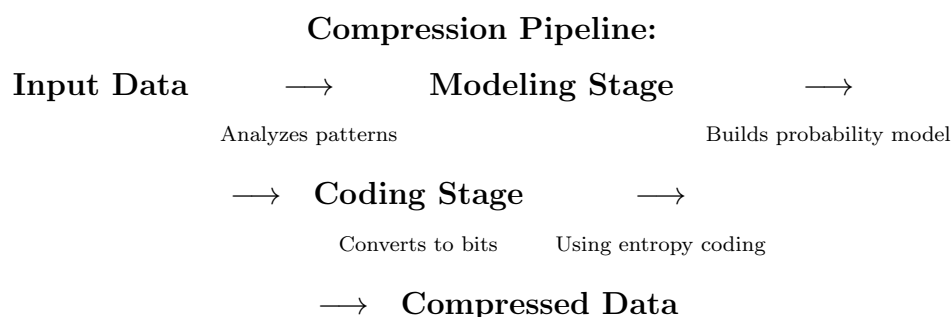 Compression Pipeline:
Input Data ⟶ Modeling Stage ⟶
Analyzes patterns Builds probability model
⟶ Coding Stage ⟶
Converts to bits Using entropy coding
⟶ Compressed Data